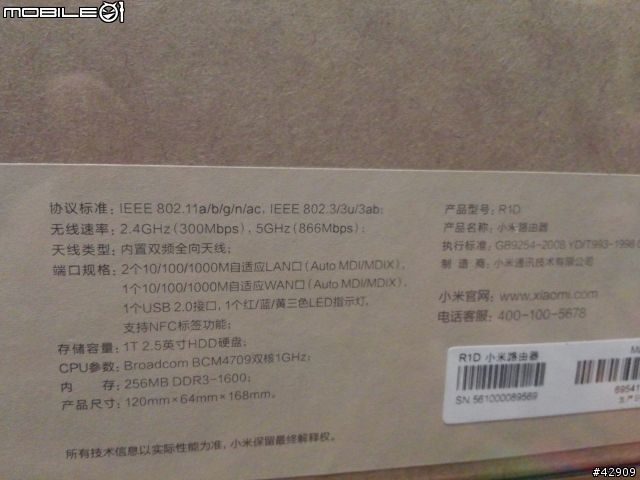 MOBILE01
协议标准: IEEE 802.11a/b/g/n/ac, IEEE 802.3/3u/3ab;
无线速率: 2.4GHz (300Mbps), 5GHz (866Mbps);
天线类型: 内置双频全向天线;
端口规格: 2个10/100/1000M自适应LAN口 (Auto MDI/MDIX),
1个10/100/1000M自适应WAN口 (Auto MDI/MDIX),
1个USB 2.0接口, 1个红/蓝/黄三色LED指示灯,
支持NFC标签功能;
存储容量: 1T 2.5英寸HDD硬盘;
CPU参数: Broadcom BCM4709双核1GHz;
内 存: 256MB DDR3-1600;
产品尺寸: 120mm×64mm×168mm。
所有技术信息以实际性能为准, 小米保留最终解释权。
产品型号: R1D
产品名称: 小米路由器
执行标准: GB9254-2008 YD/T993-1998
制 造 商: 小米通讯技术有限公司
小米官网: www.xiaomi.com
电话客服: 400-100-5678
R1D 小米路由器
SN: 561000089569
69541
#42909